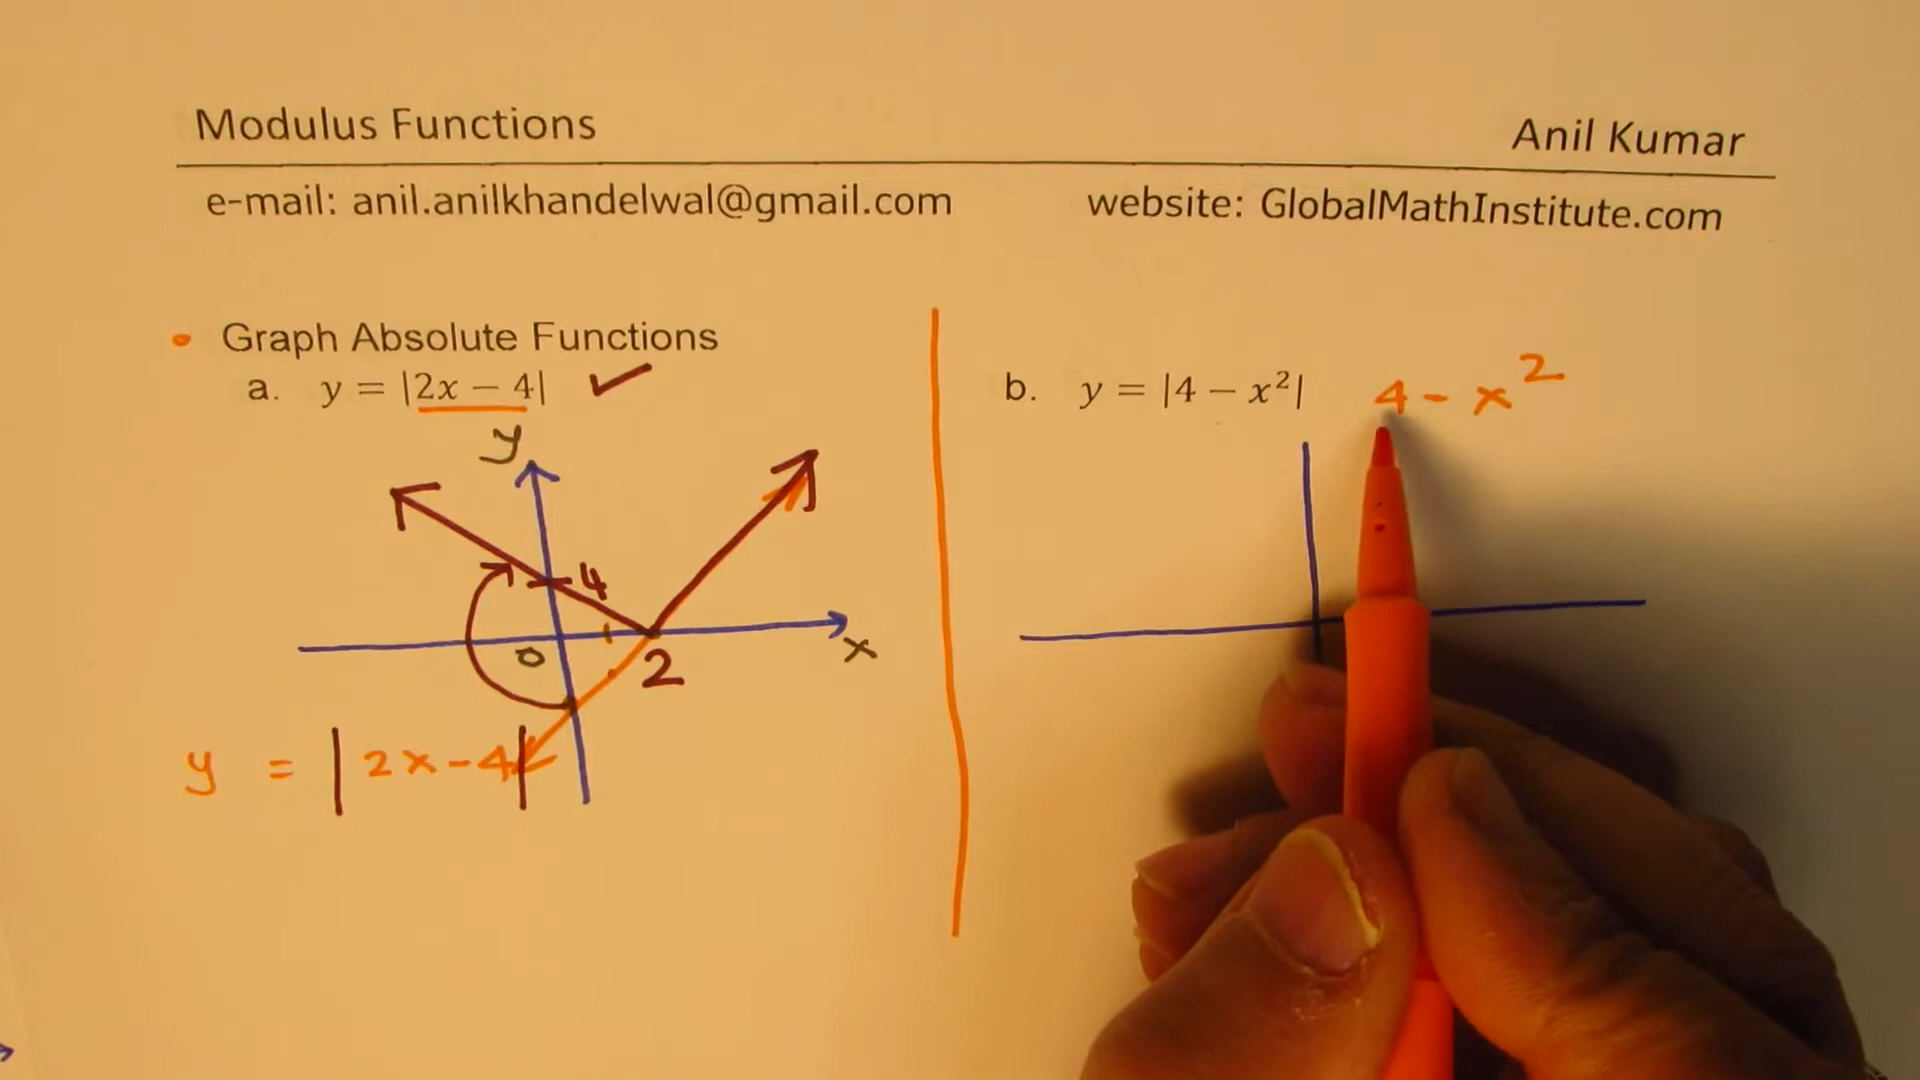 Modulus Functions
Anil Kumar
e-mail: anil.anilkhandelwal@gmail.com
website: GlobalMathInstitute.com
• Graph Absolute Functions
a. y = |2x − 4|
y
4
0
2
x
y = |2x-4|
b. y = |4 − x²|
4 - x²